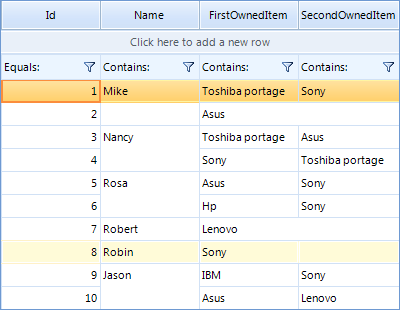 Id Name FirstOwnedItem SecondOwnedItem
Click here to add a new row
Equals: Contains: Contains: Contains:
1 Mike Toshiba portage Sony
2 Asus
3 Nancy Toshiba portage Asus
4 Sony Toshiba portage
5 Rosa Asus Sony
6 Hp Sony
7 Robert Lenovo
8 Robin Sony
9 Jason IBM Sony
10 Asus Lenovo